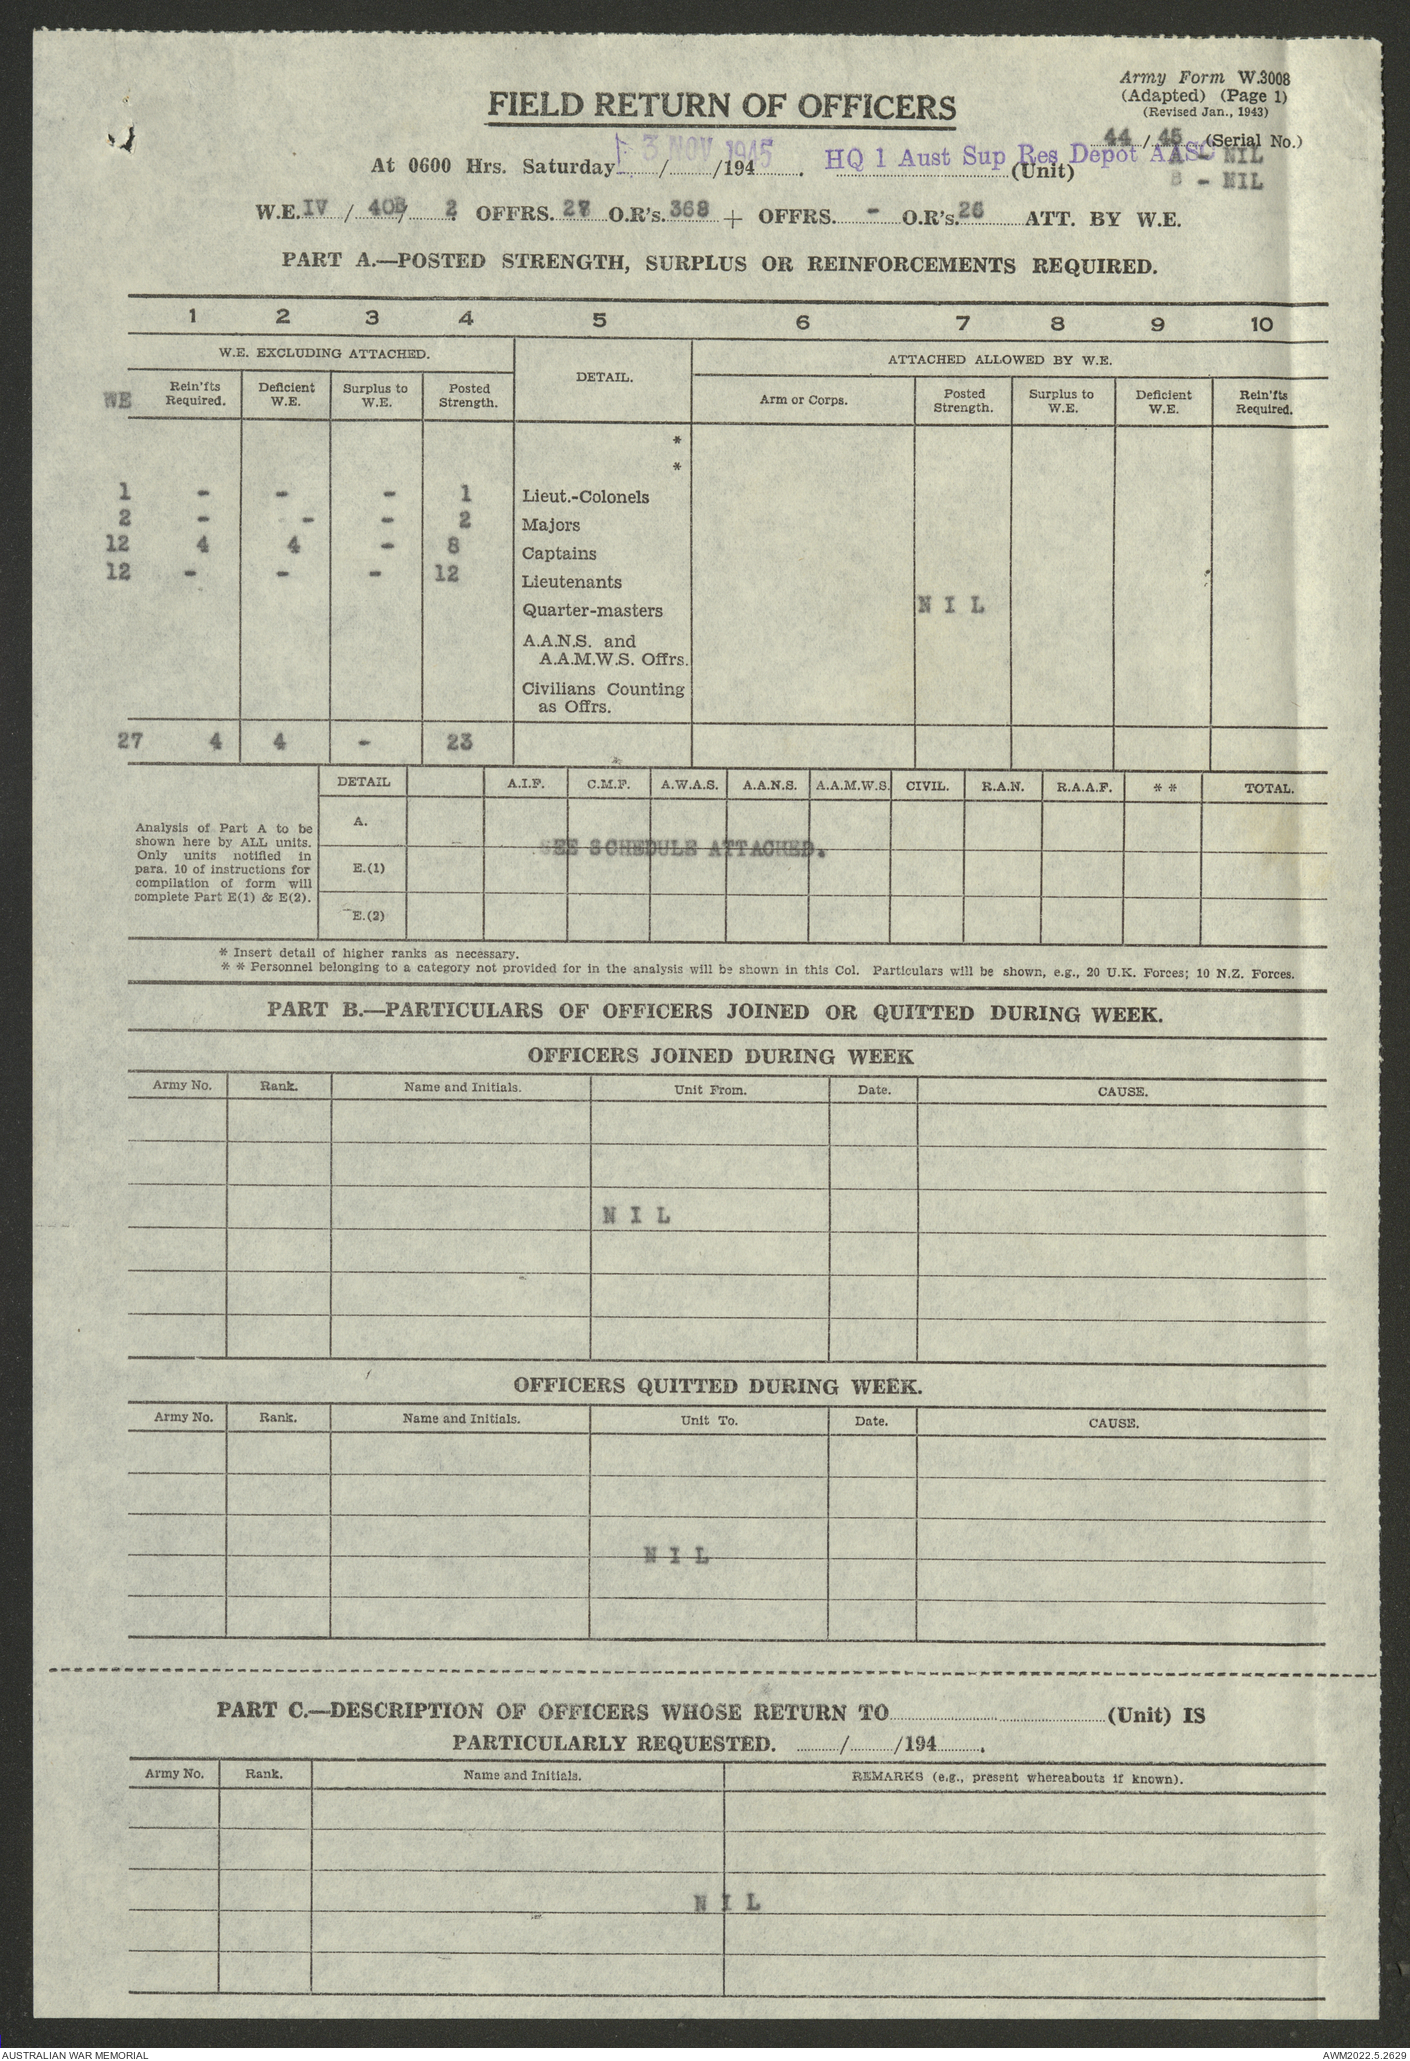 Army Form W.3008
(Adapted) (Page 1)
(Revised Jan., 1943)
FIELD RETURN OF OFFICERS
44 / 45 (Serial No.)
At 0600 Hrs. Saturday 3 NOV 1945 / /194 . HQ 1 Aust Sup Res Depot AASC (Unit) A - NIL
B - NIL
W.E. IV / 40B / 2 OFFRS. 27 O.R's. 368 + OFFRS. - O.R's. 26 ATT. BY W.E.
PART A.—POSTED STRENGTH, SURPLUS OR REINFORCEMENTS REQUIRED.
1 2 3 4 5 6 7 8 9 10
W.E. EXCLUDING ATTACHED. DETAIL. ATTACHED ALLOWED BY W.E.
WE Rein'fts Required. Deficient W.E. Surplus to W.E. Posted Strength. Arm or Corps. Posted Strength. Surplus to W.E. Deficient W.E. Rein'fts Required.
*
*
1 - - - 1 Lieut.-Colonels
2 - - - 2 Majors
12 4 4 - 8 Captains
12 - - - 12 Lieutenants
Quarter-masters N I L
A.A.N.S. and
A.A.M.W.S. Offrs.
Civilians Counting
as Offrs.
27 4 4 - 23
DETAIL A.I.F. C.M.F. A.W.A.S. A.A.N.S. A.A.M.W.S. CIVIL. R.A.N. R.A.A.F. * * TOTAL.
Analysis of Part A to be
shown here by ALL units.
Only units notified in
para. 10 of instructions for
compilation of form will
complete Part E(1) & E(2).
A.
SEE SCHEDULE ATTACHED.
E.(1)
E.(2)
* Insert detail of higher ranks as necessary.
* * Personnel belonging to a category not provided for in the analysis will be shown in this Col. Particulars will be shown, e.g., 20 U.K. Forces; 10 N.Z. Forces.
PART B.—PARTICULARS OF OFFICERS JOINED OR QUITTED DURING WEEK.
OFFICERS JOINED DURING WEEK
Army No. Rank. Name and Initials. Unit From. Date. CAUSE.
N I L
OFFICERS QUITTED DURING WEEK.
Army No. Rank. Name and Initials. Unit To. Date. CAUSE.
N I L
PART C.—DESCRIPTION OF OFFICERS WHOSE RETURN TO (Unit) IS
PARTICULARLY REQUESTED. / /194 .
Army No. Rank. Name and Initials. REMARKS (e.g., present whereabouts if known).
N I L
AUSTRALIAN WAR MEMORIAL AWM2022.5.2629